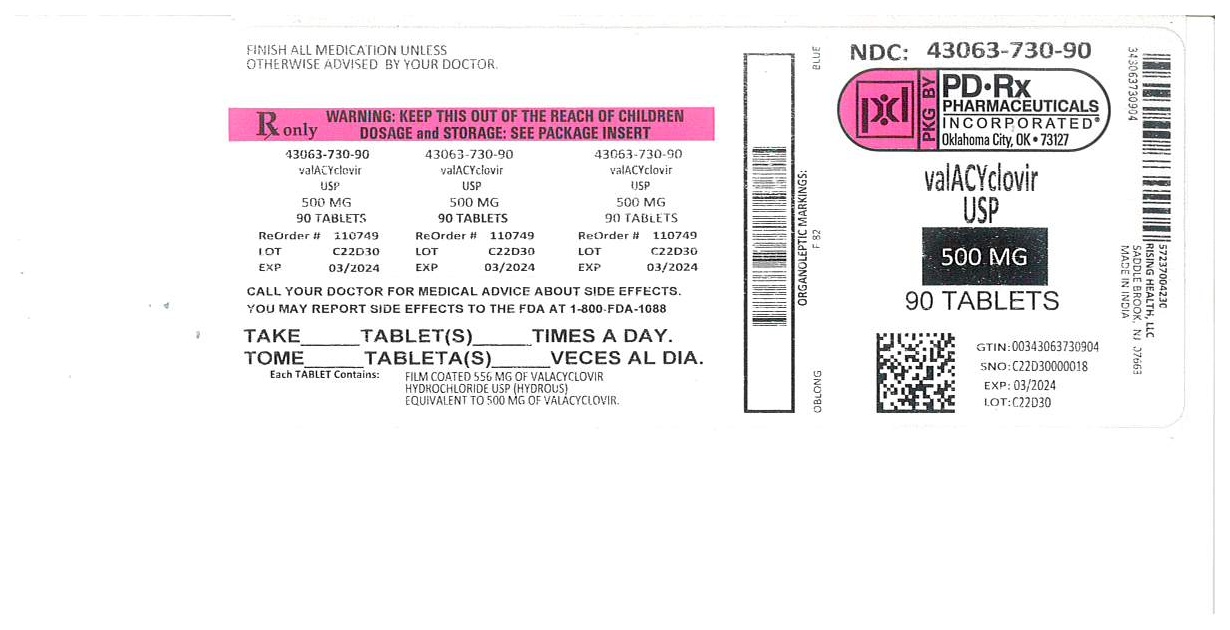 FINISH ALL MEDICATION UNLESS
OTHERWISE ADVISED BY YOUR DOCTOR.
Rx only
WARNING: KEEP THIS OUT OF THE REACH OF CHILDREN
DOSAGE and STORAGE: SEE PACKAGE INSERT
43063-730-90 43063-730-90 43063-730-90
valACYclovir valACYclovir valACYclovir
USP USP USP
500 MG 500 MG 500 MG
90 TABLETS 90 TABLETS 90 TABLETS
ReOrder # 110749 ReOrder # 110749 ReOrder # 110749
LOT C22D30 LOT C22D30 LOT C22D30
EXP 03/2024 EXP 03/2024 EXP 03/2024
CALL YOUR DOCTOR FOR MEDICAL ADVICE ABOUT SIDE EFFECTS.
YOU MAY REPORT SIDE EFFECTS TO THE FDA AT 1-800-FDA-1088
TAKE______TABLET(S)______TIMES A DAY.
TOME______TABLETA(S)______VECES AL DIA.
Each TABLET Contains: FILM COATED 556 MG OF VALACYCLOVIR
HYDROCHLORIDE USP (HYDROUS)
EQUIVALENT TO 500 MG OF VALACYCLOVIR.
ORGANOLEPTIC MARKINGS:
OBLONG F 82 BLUE
NDC: 43063-730-90
PKG BY
PD·Rx
PHARMACEUTICALS
INCORPORATED®
Oklahoma City, OK • 73127
valACYclovir
USP
500 MG
90 TABLETS
GTIN:00343063730904
SNO:C22D30000018
EXP: 03/2024
LOT:C22D30
343063730904
57237004230
RISING HEALTH, LLC
SADDLE BROOK, NJ 07663
MADE IN INDIA